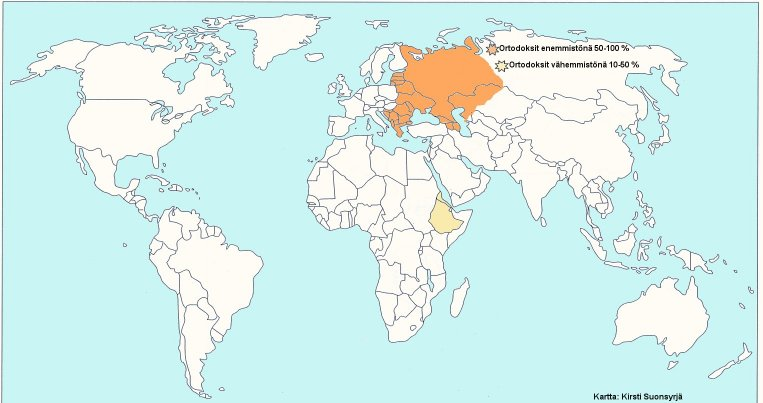 Ortodoksit enemmistönä 50-100 %
Ortodoksit vähemmistönä 10-50 %
Kartta: Kirsti Suonsyrjä